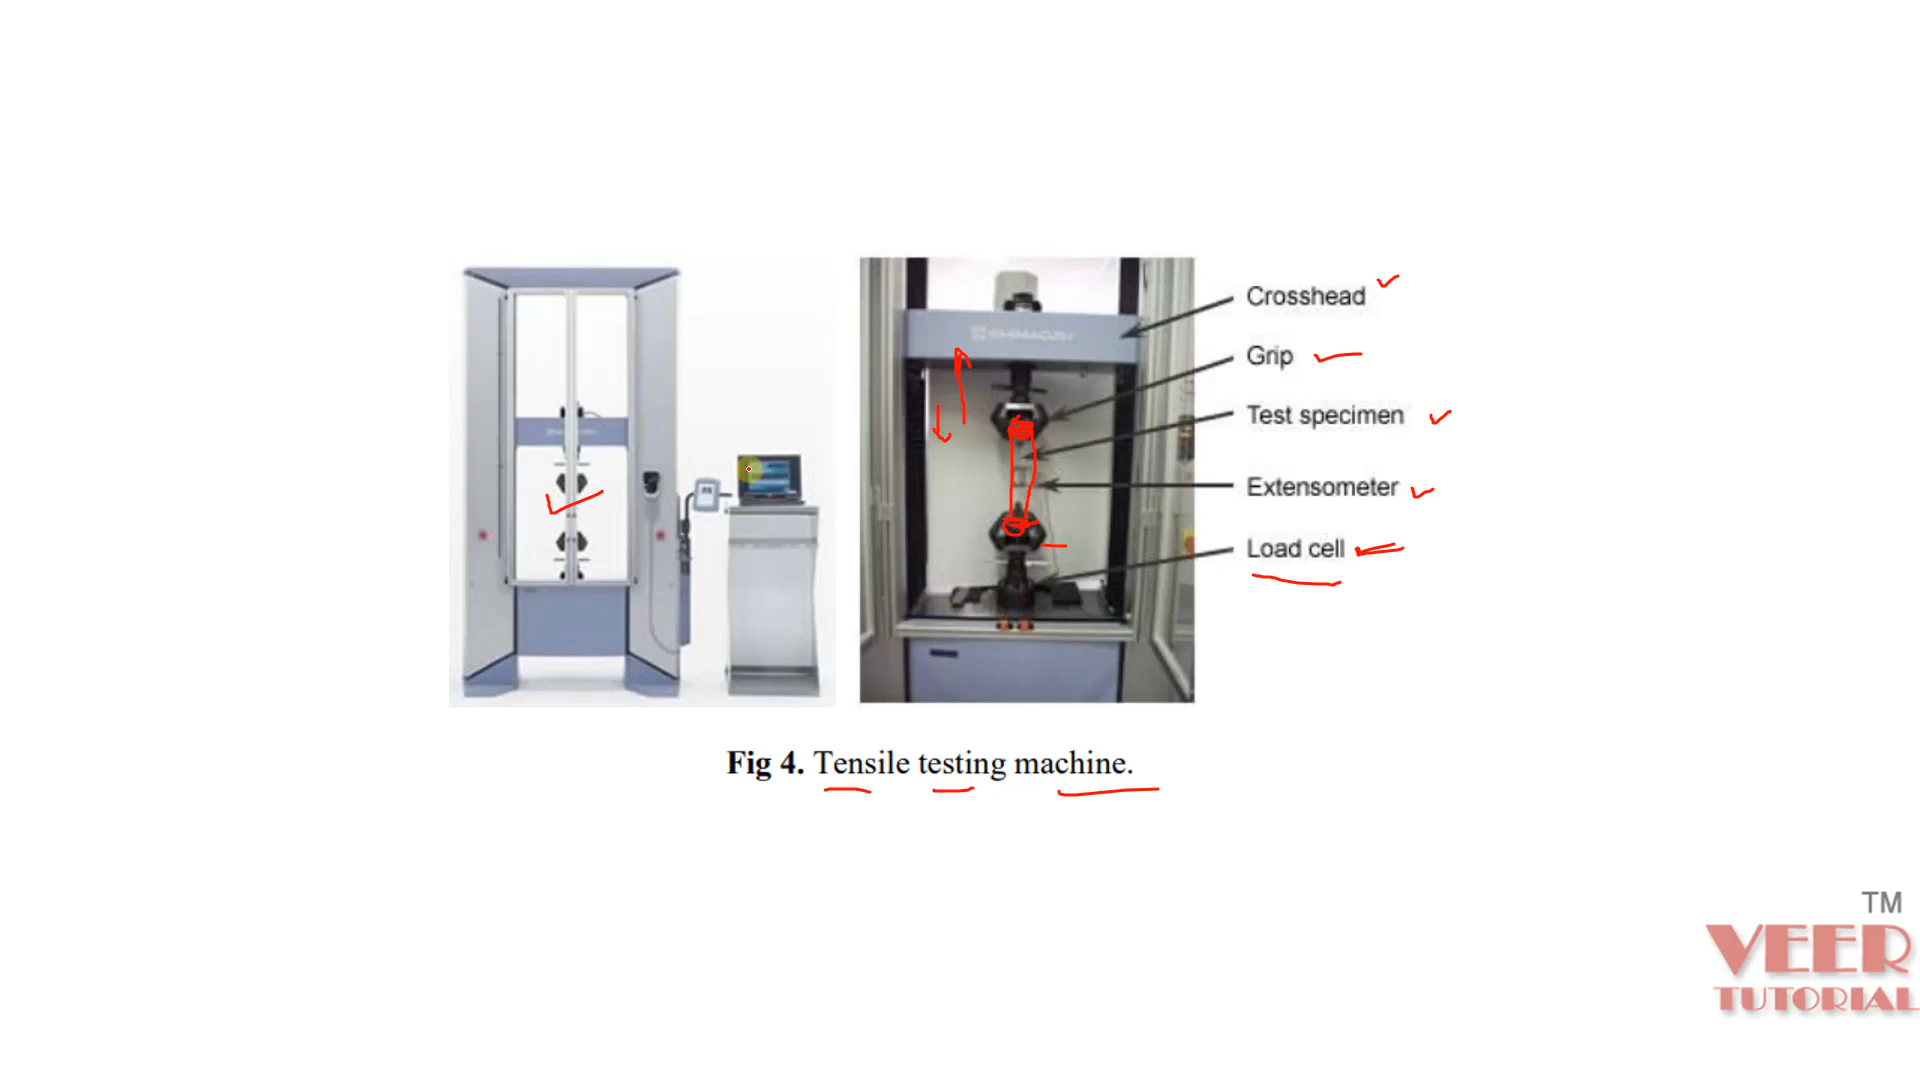 Crosshead
Grip
Test specimen
Extensometer
Load cell
Fig 4. Tensile testing machine.
TM
VEER
TUTORIAL